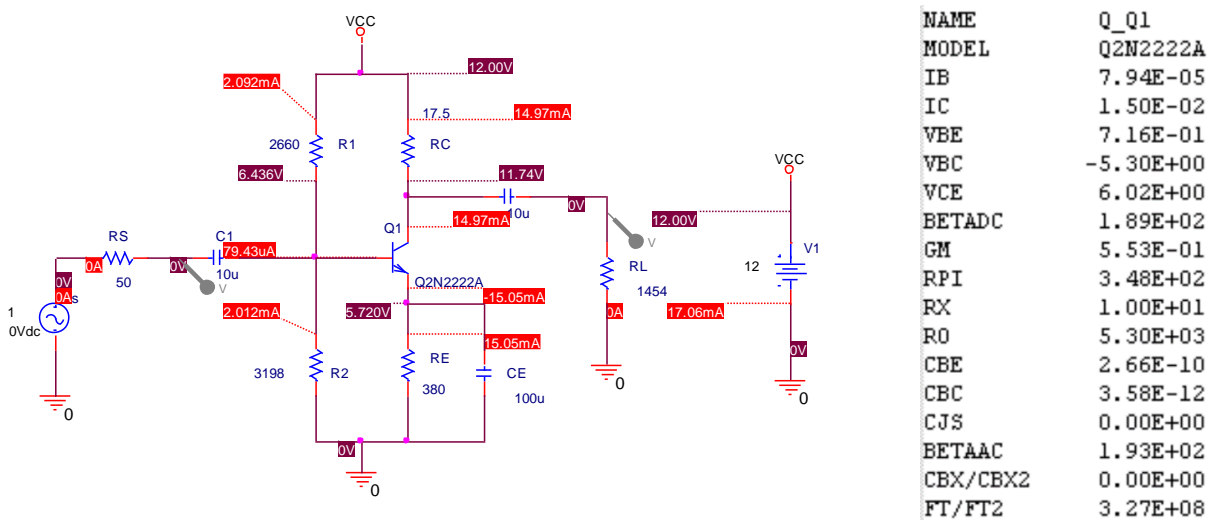 VCC
12.00V
2.092mA
17.5
14.97mA
2660
R1
RC
6.436V
11.74V
10u
0V
Q1
14.97mA
RS
C1
79.43uA
0A
0V
V
50
10u
Q2N2222A
0V
0As
-15.05mA
1
0Vdc
5.720V
2.012mA
15.05mA
RE
3198
R2
380
CE
100u
0V
0
0
V
RL
1454
0A
0
VCC
12.00V
V1
12
17.06mA
0V
0
NAME Q_Q1
MODEL Q2N2222A
IB 7.94E-05
IC 1.50E-02
VBE 7.16E-01
VBC -5.30E+00
VCE 6.02E+00
BETADC 1.89E+02
GM 5.53E-01
RPI 3.48E+02
RX 1.00E+01
RO 5.30E+03
CBE 2.66E-10
CBC 3.58E-12
CJS 0.00E+00
BETAAC 1.93E+02
CBX/CBX2 0.00E+00
FT/FT2 3.27E+08